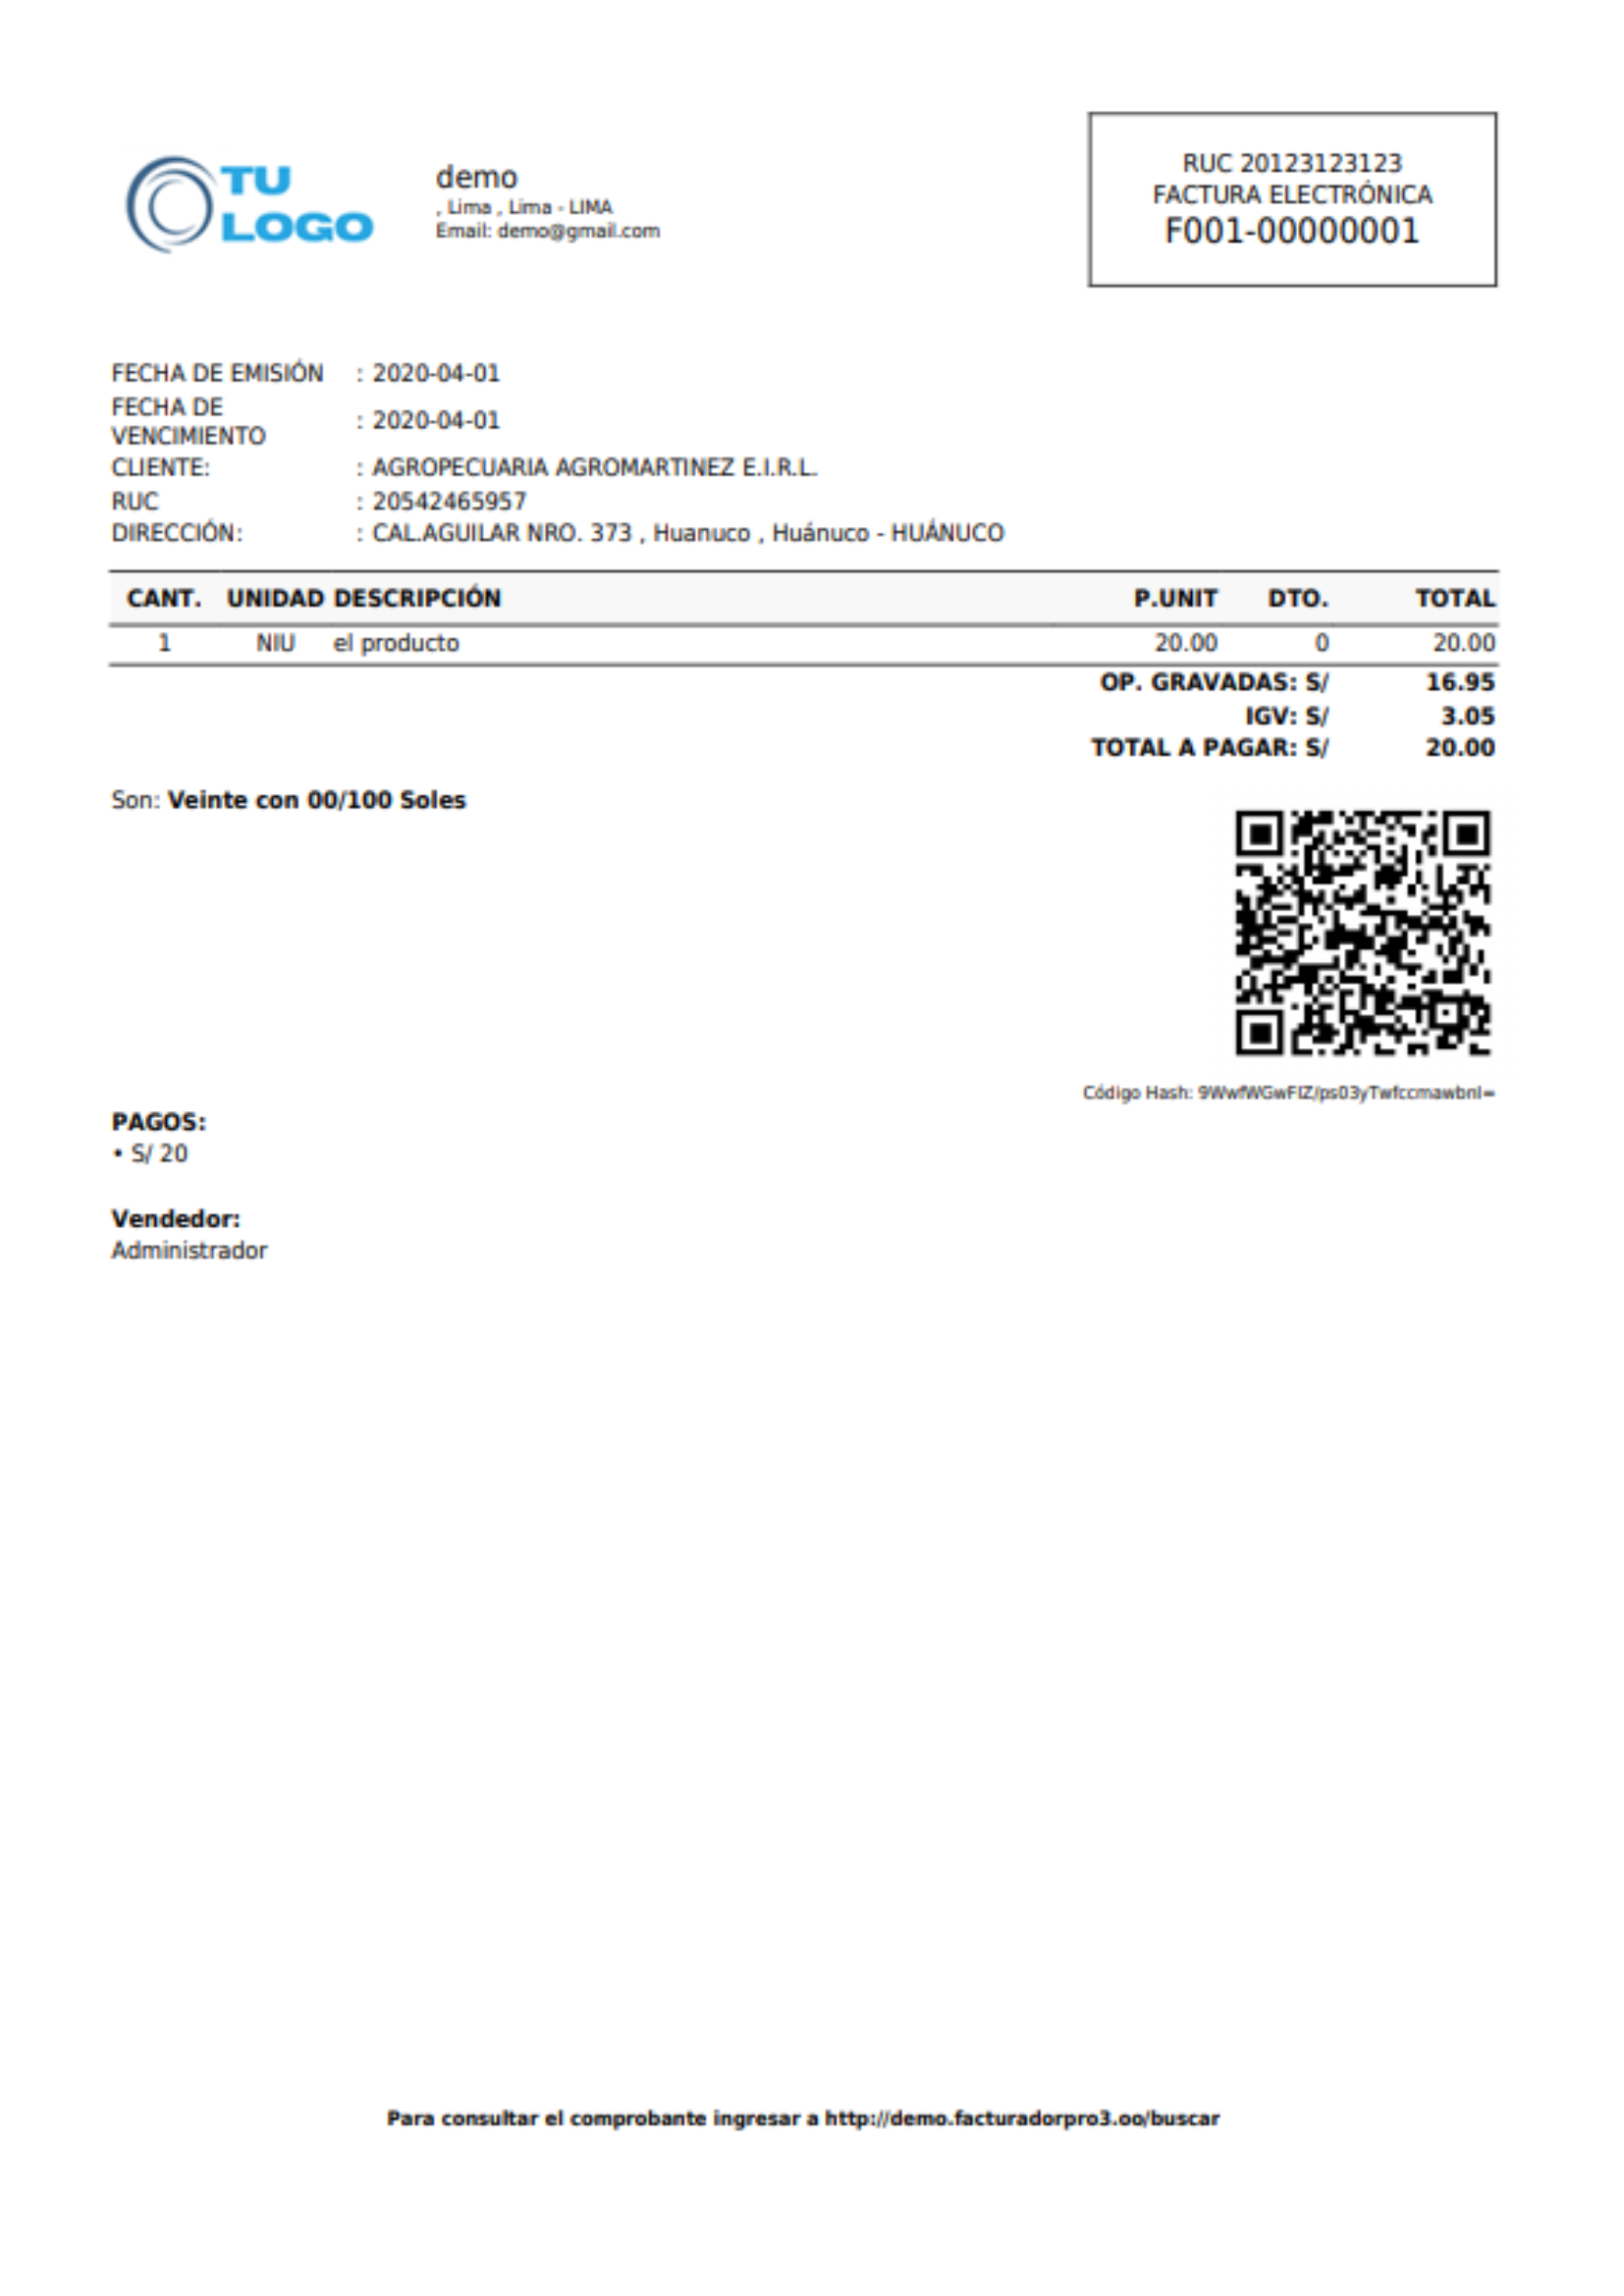 TU
LOGO
demo
, Lima , Lima - LIMA
Email: demo@gmail.com
RUC 20123123123
FACTURA ELECTRÓNICA
F001-00000001
FECHA DE EMISIÓN : 2020-04-01
FECHA DE
VENCIMIENTO : 2020-04-01
CLIENTE: : AGROPECUARIA AGROMARTINEZ E.I.R.L.
RUC : 20542465957
DIRECCIÓN: : CAL.AGUILAR NRO. 373 , Huanuco , Huánuco - HUÁNUCO
CANT. UNIDAD DESCRIPCIÓN P.UNIT DTO. TOTAL
1 NIU el producto 20.00 0 20.00
OP. GRAVADAS: S/ 16.95
IGV: S/ 3.05
TOTAL A PAGAR: S/ 20.00
Son: Veinte con 00/100 Soles
Código Hash:
PAGOS:
• S/ 20
Vendedor:
Administrador
Para consultar el comprobante ingresar a http://demo.facturadorpro3.oo/buscar